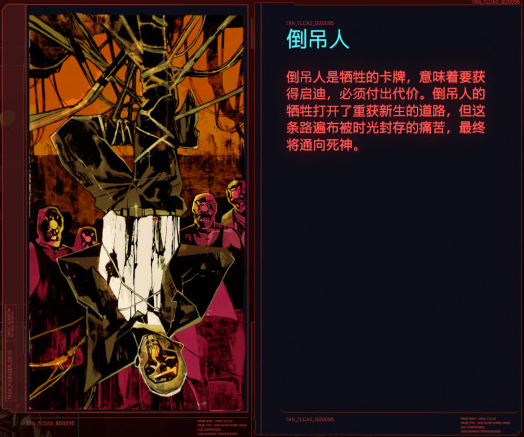 倒吊人
倒吊人是牺牲的卡牌，意味着要获
得启迪，必须付出代价。倒吊人的
牺牲打开了重获新生的道路，但这
条路遍布被时光封存的痛苦，最终
将通向死神。